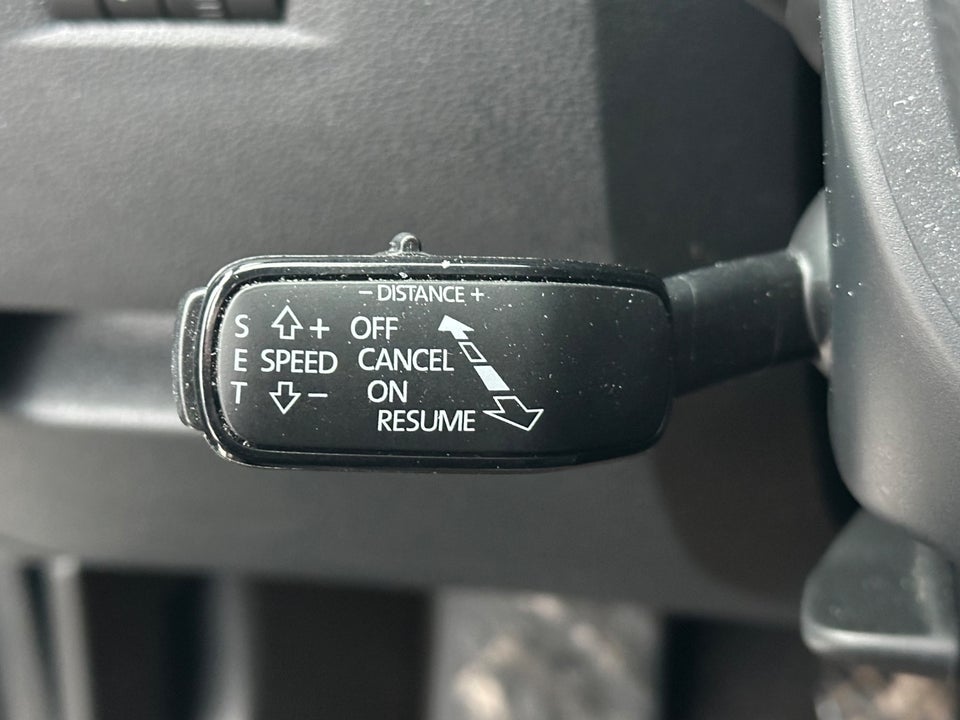 - DISTANCE +
S + OFF
E SPEED CANCEL
T - ON
RESUME